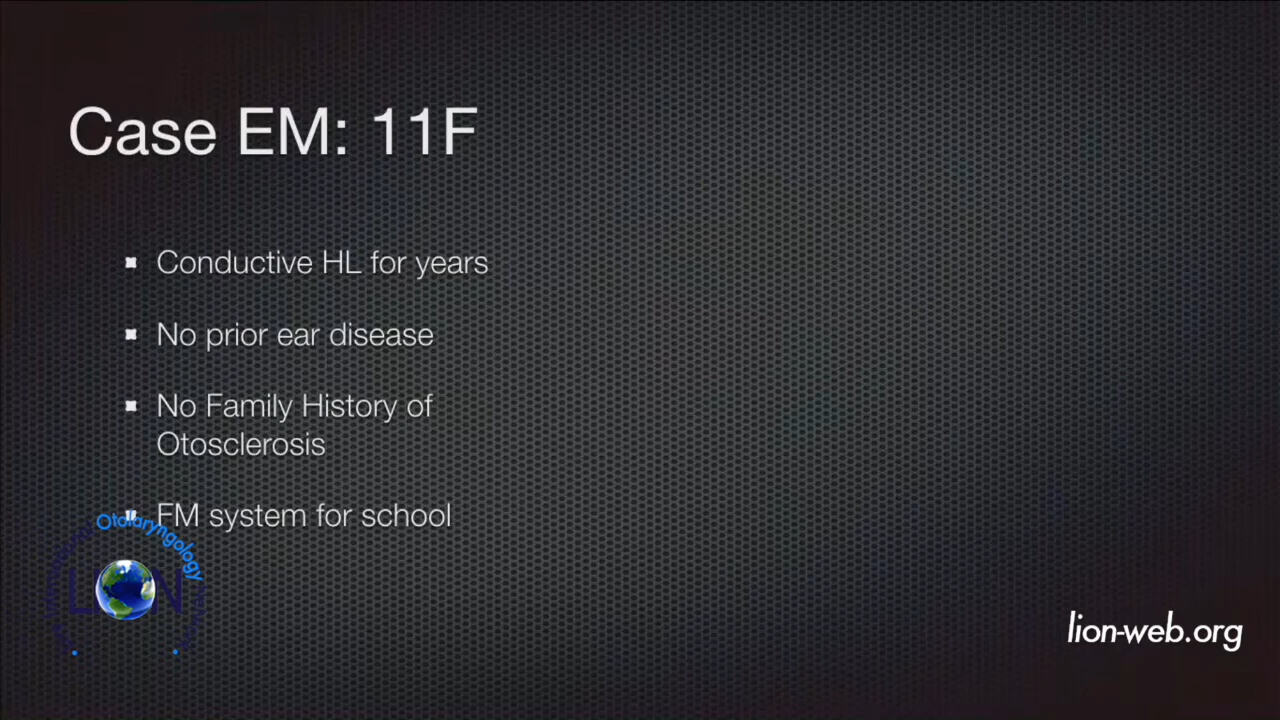 Case EM: 11F
Conductive HL for years
No prior ear disease
No Family History of
Otosclerosis
FM system for school
Otolaryngology
lion-web.org